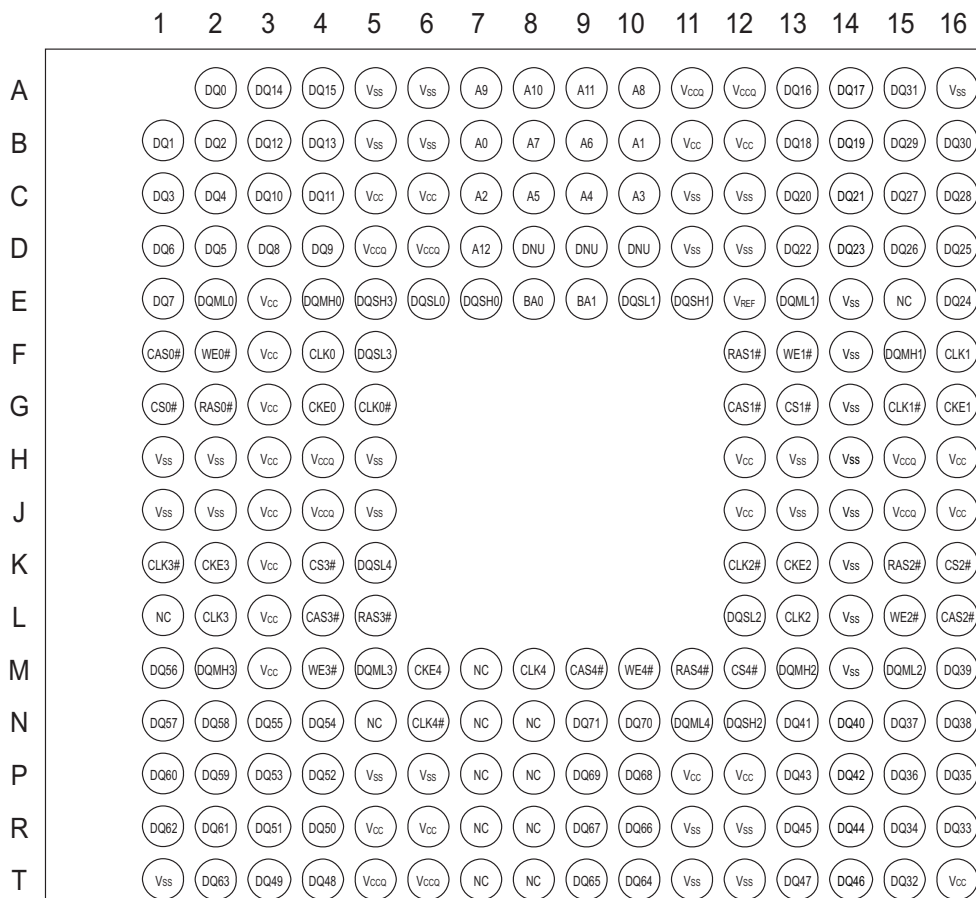 1 2 3 4 5 6 7 8 9 10 11 12 13 14 15 16
A DQ0 DQ14 DQ15 VSS VSS A9 A10 A11 A8 VCCQ VCCQ DQ16 DQ17 DQ31 VSS
B DQ1 DQ2 DQ12 DQ13 VSS VSS A0 A7 A6 A1 VCC VCC DQ18 DQ19 DQ29 DQ30
C DQ3 DQ4 DQ10 DQ11 VCC VCC A2 A5 A4 A3 VSS VSS DQ20 DQ21 DQ27 DQ28
D DQ6 DQ5 DQ8 DQ9 VCCQ VCCQ A12 DNU DNU DNU VSS VSS DQ22 DQ23 DQ26 DQ25
E DQ7 DQML0 VCC DQMH0 DQSH3 DQSL0 DQSH0 BA0 BA1 DQSL1 DQSH1 VREF DQML1 VSS NC DQ24
F CAS0# WE0# VCC CLK0 DQSL3 RAS1# WE1# VSS DQMH1 CLK1
G CS0# RAS0# VCC CKE0 CLK0# CAS1# CS1# VSS CLK1# CKE1
H VSS VSS VCC VCCQ VSS VCC VSS VSS VCCQ VCC
J VSS VSS VCC VCCQ VSS VCC VSS VSS VCCQ VCC
K CLK3# CKE3 VCC CS3# DQSL4 CLK2# CKE2 VSS RAS2# CS2#
L NC CLK3 VCC CAS3# RAS3# DQSL2 CLK2 VSS WE2# CAS2#
M DQ56 DQMH3 VCC WE3# DQML3 CKE4 NC CLK4 CAS4# WE4# RAS4# CS4# DQMH2 VSS DQML2 DQ39
N DQ57 DQ58 DQ55 DQ54 NC CLK4# NC NC DQ71 DQ70 DQML4 DQSH2 DQ41 DQ40 DQ37 DQ38
P DQ60 DQ59 DQ53 DQ52 VSS VSS NC NC DQ69 DQ68 VCC VCC DQ43 DQ42 DQ36 DQ35
R DQ62 DQ61 DQ51 DQ50 VCC VCC NC NC DQ67 DQ66 VSS VSS DQ45 DQ44 DQ34 DQ33
T VSS DQ63 DQ49 DQ48 VCCQ VCCQ NC NC DQ65 DQ64 VSS VSS DQ47 DQ46 DQ32 VCC